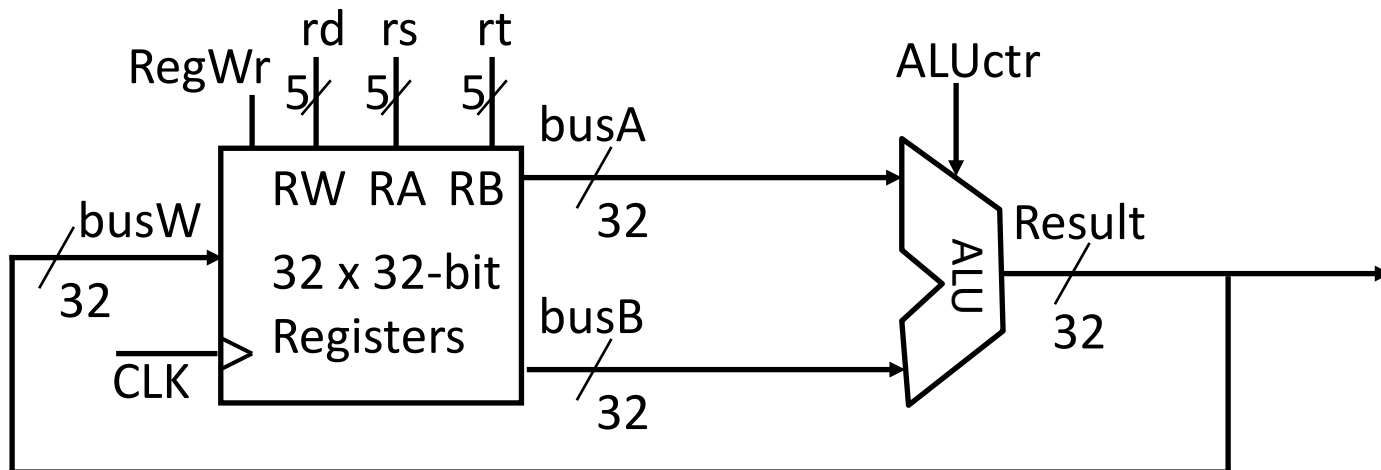 rd rs rt
RegWr
5 5 5
ALUctr
busA
RW RA RB
32
busW
Result
32 x 32-bit
ALU
32
busB
32
Registers
CLK
32